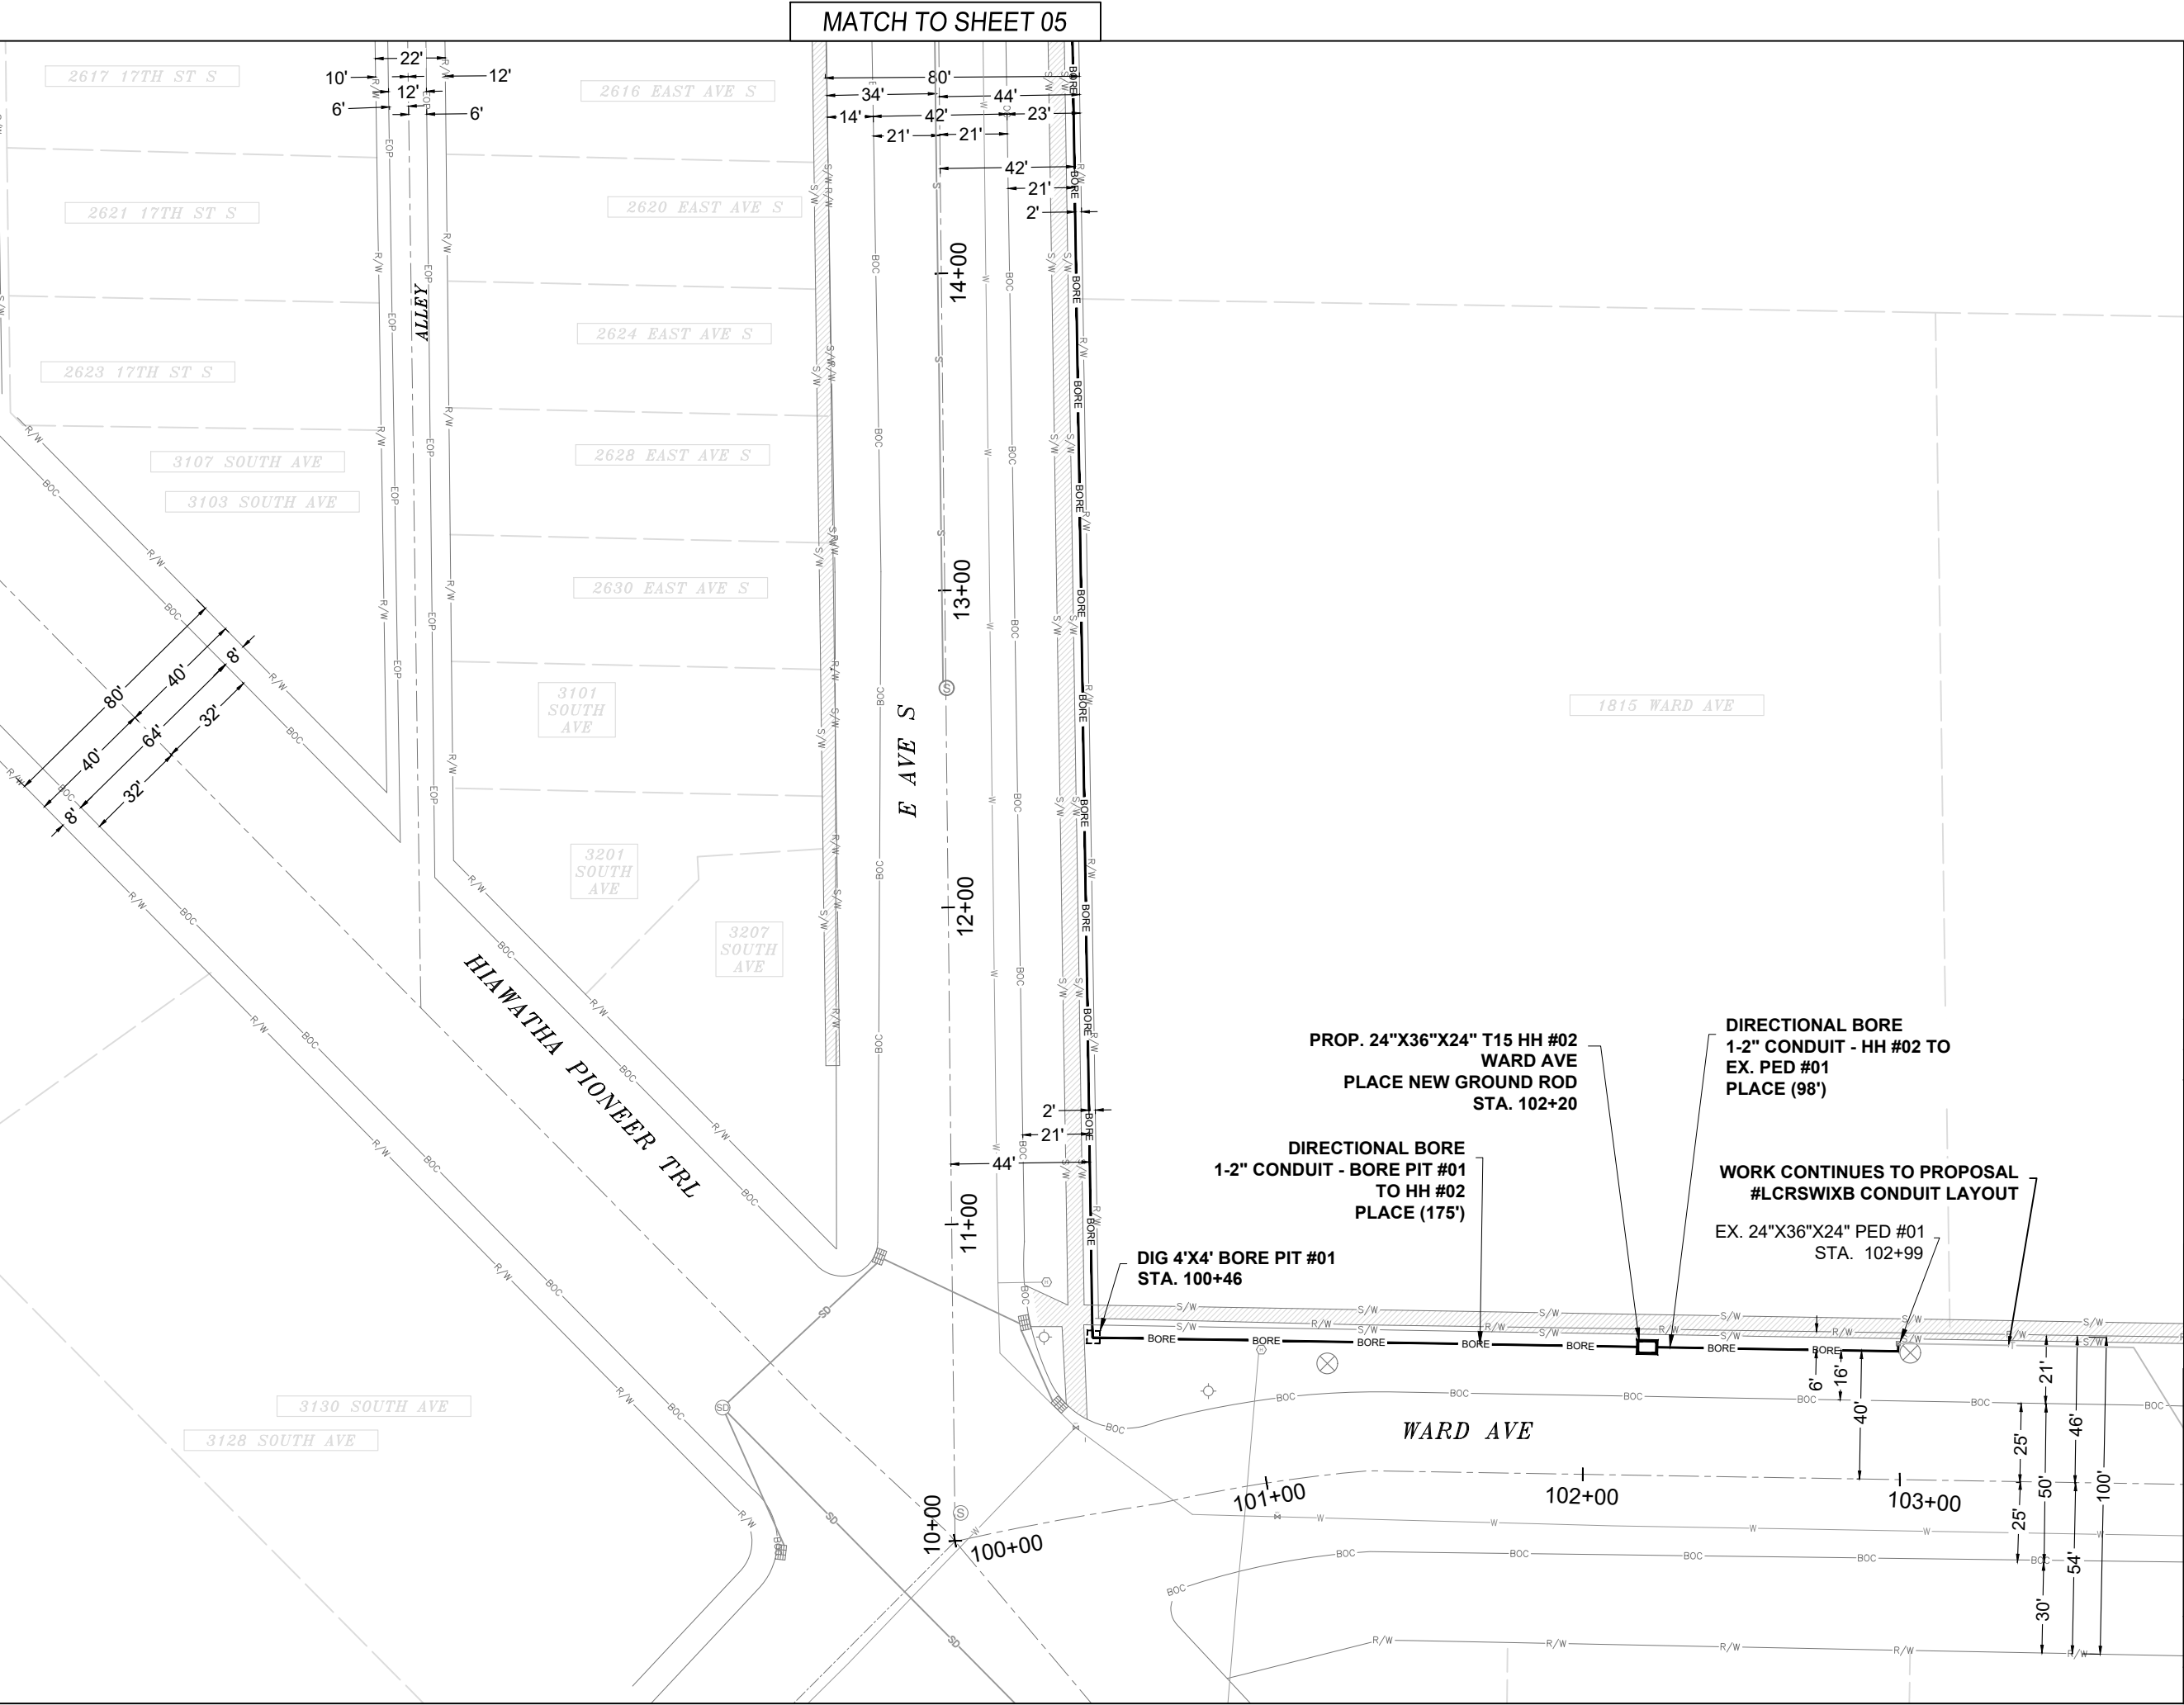 MATCH TO SHEET 05
2617 17TH ST S
2621 17TH ST S
2623 17TH ST S
3107 SOUTH AVE
3103 SOUTH AVE
22'
10'
12'
12'
6'
6'
ALLEY
2616 EAST AVE S
2620 EAST AVE S
2624 EAST AVE S
2628 EAST AVE S
2630 EAST AVE S
3101
SOUTH
AVE
3201
SOUTH
AVE
3207
SOUTH
AVE
80'
34'
44'
14'
42'
23'
21'
21'
42'
21'
2'
14+00
13+00
12+00
11+00
10+00
E AVE S
1815 WARD AVE
80'
40'
40'
64'
32'
32'
8'
8'
HIAWATHA PIONEER TRL
3130 SOUTH AVE
3128 SOUTH AVE
2'
21'
44'
PROP. 24"X36"X24" T15 HH #02
WARD AVE
PLACE NEW GROUND ROD
STA. 102+20
DIRECTIONAL BORE
1-2" CONDUIT - HH #02 TO
EX. PED #01
PLACE (98')
DIRECTIONAL BORE
1-2" CONDUIT - BORE PIT #01
TO HH #02
PLACE (175')
WORK CONTINUES TO PROPOSAL
#LCRSWIXB CONDUIT LAYOUT
EX. 24"X36"X24" PED #01
STA. 102+99
DIG 4'X4' BORE PIT #01
STA. 100+46
BORE
S/W
R/W
BOC
EOP
W
S
SD
WARD AVE
100+00
101+00
102+00
103+00
6'
16'
40'
21'
25'
25'
50'
46'
54'
100'
30'